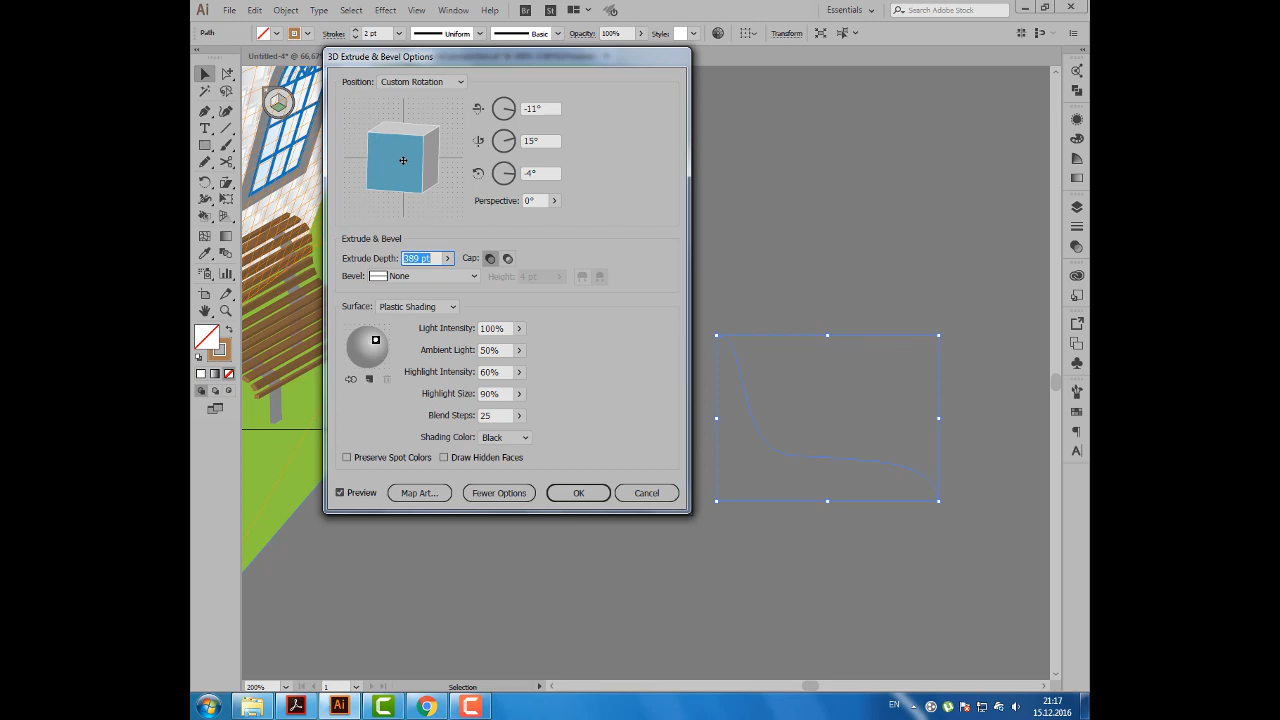 Ai File Edit Object Type Select Effect View Window Help Br St Essentials Search Adobe Stock
Path Strokes 2 pt Uniform Basic Opacity: 100% Style: Transform
Untitled-4* @ 66,67%
3D Extrude & Bevel Options
Position: Custom Rotation
-11°
15°
-4°
Perspective: 0°
Extrude & Bevel
Extrude Depth: 389 pt Cap:
Bevel: None Height: 4 pt
Surface: Plastic Shading
Light Intensity: 100%
Ambient Light: 50%
Highlight Intensity: 60%
Highlight Size: 90%
Blend Steps: 25
Shading Color: Black
Preserve Spot Colors Draw Hidden Faces
Preview Map Art... Fewer Options OK Cancel
200% 1 Selection
Ai EN 21:17
15.12.2016